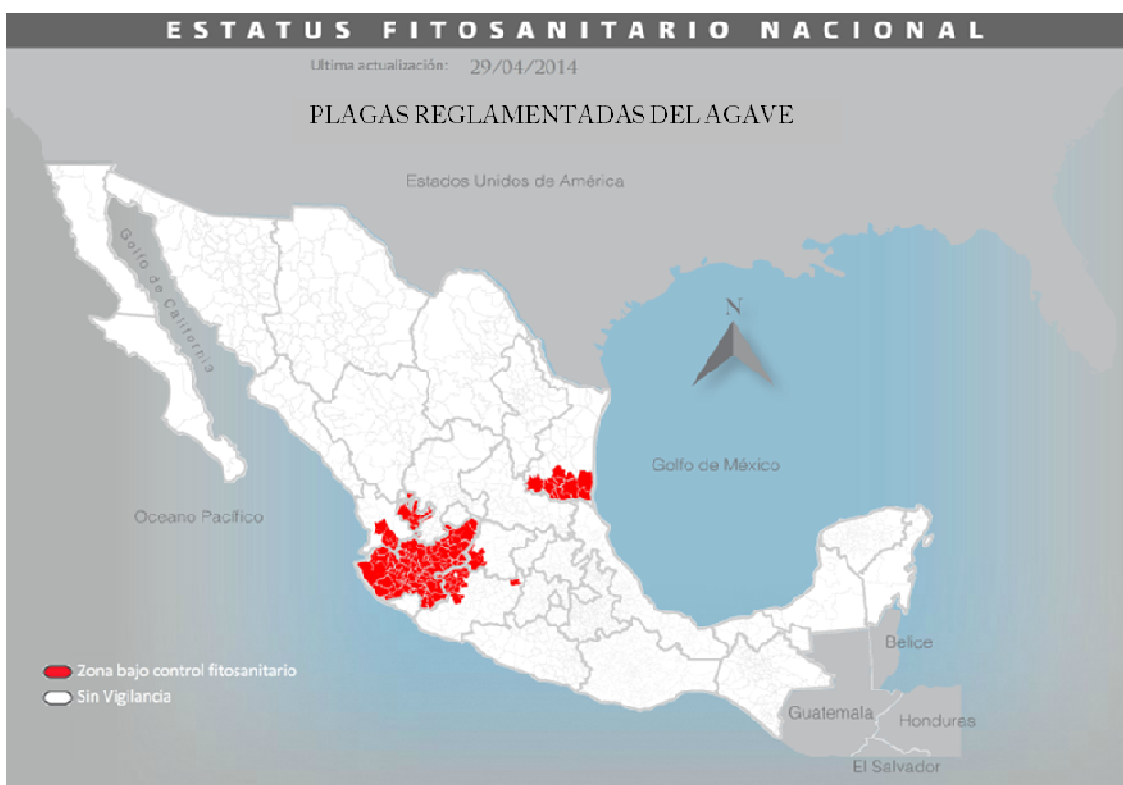 ESTATUS FITOSANITARIO NACIONAL
Ultima actualización: 29/04/2014
PLAGAS REGLAMENTADAS DEL AGAVE
Estados Unidos de América
Golfo de California
N
Golfo de México
Oceano Pacífico
Belice
Zona bajo control fitosanitario
Sin Vigilancia
Guatemala
Honduras
El Salvador